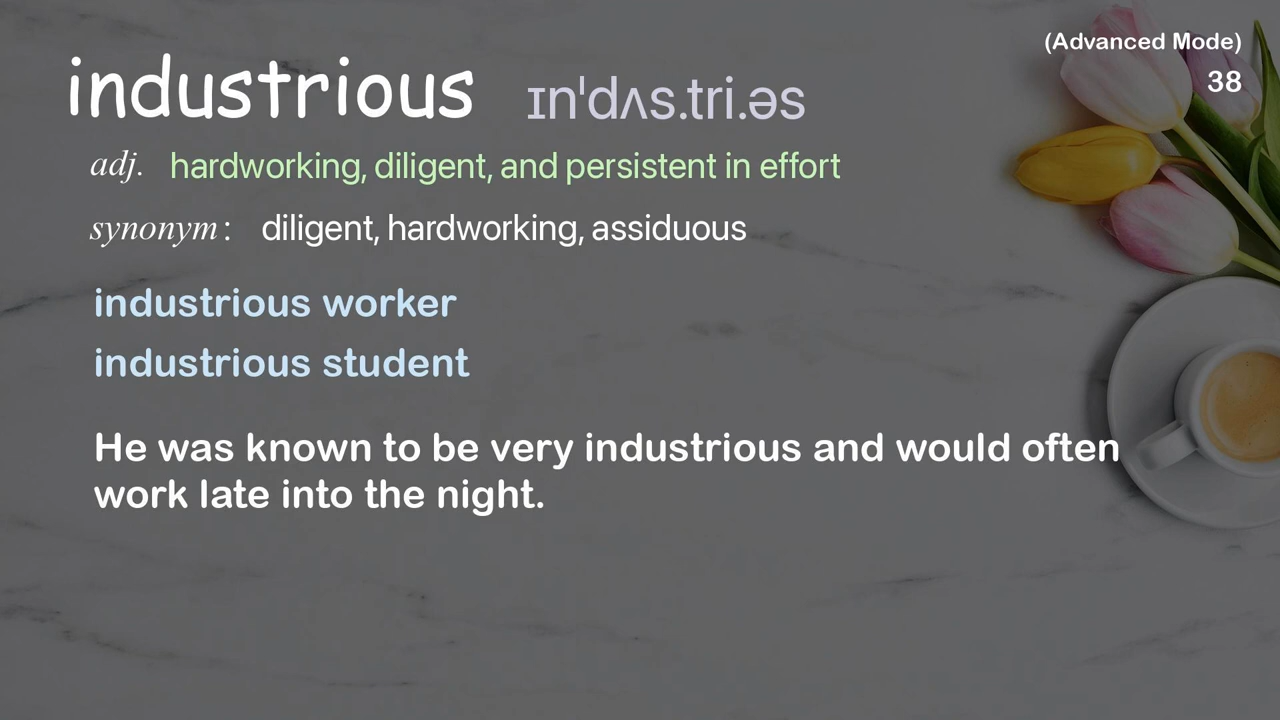 (Advanced Mode)
38
industrious ɪnˈdʌs.tri.əs
adj. hardworking, diligent, and persistent in effort
synonym : diligent, hardworking, assiduous
industrious worker
industrious student
He was known to be very industrious and would often
work late into the night.